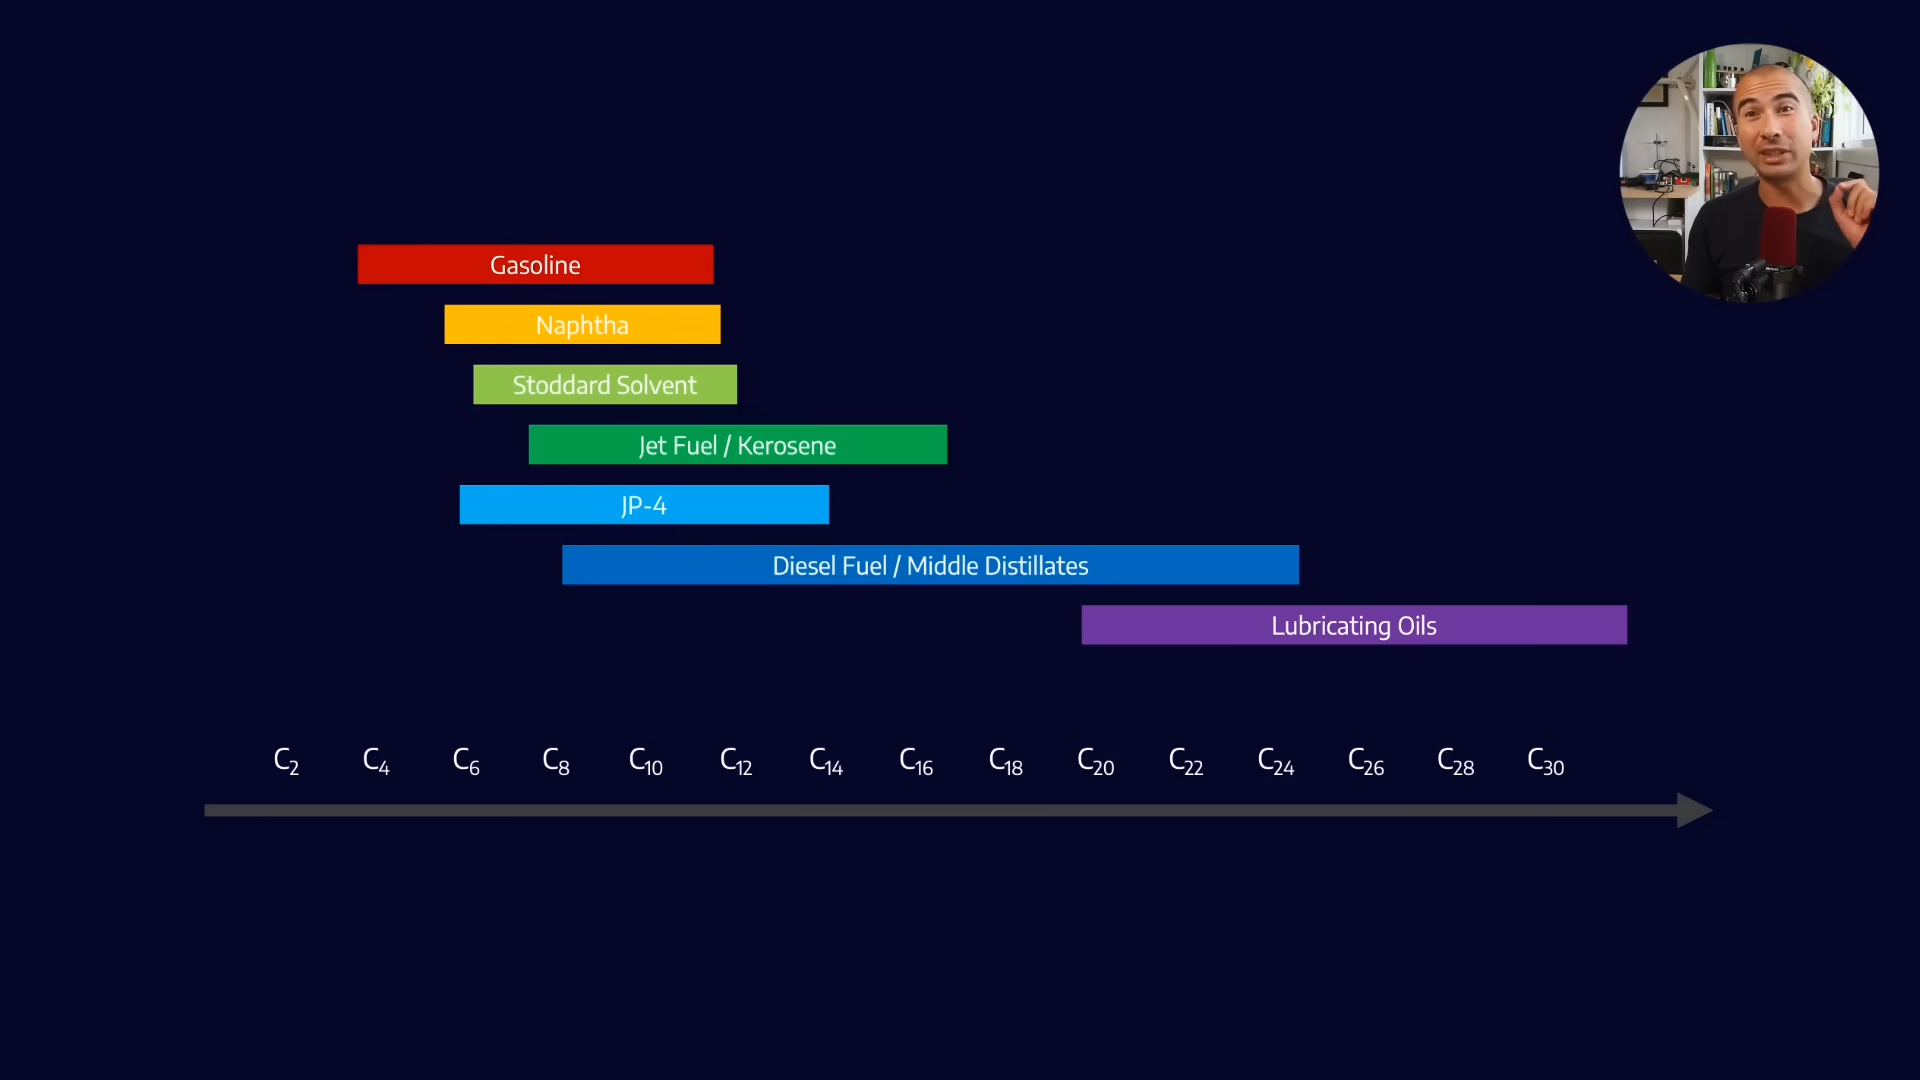 Gasoline
Naphtha
Stoddard Solvent
Jet Fuel / Kerosene
JP-4
Diesel Fuel / Middle Distillates
Lubricating Oils
C₂ C₄ C₆ C₈ C₁₀ C₁₂ C₁₄ C₁₆ C₁₈ C₂₀ C₂₂ C₂₄ C₂₆ C₂₈ C₃₀